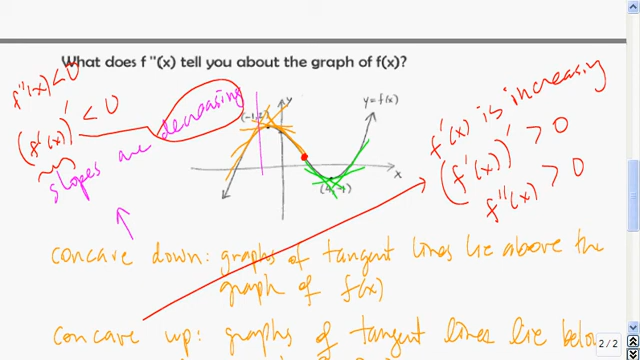 What does f "(x) tell you about the graph of f(x)?
f"(x) < 0
(f'(x))' < 0
slopes are decreasing
y
y=f(x)
x
f'(x) is increasing
(f'(x))' > 0
f"(x) > 0
concave down: graphs of tangent lines lie above the
graph of f(x)
concave up: graphs of tangent lines lie below
2 / 2